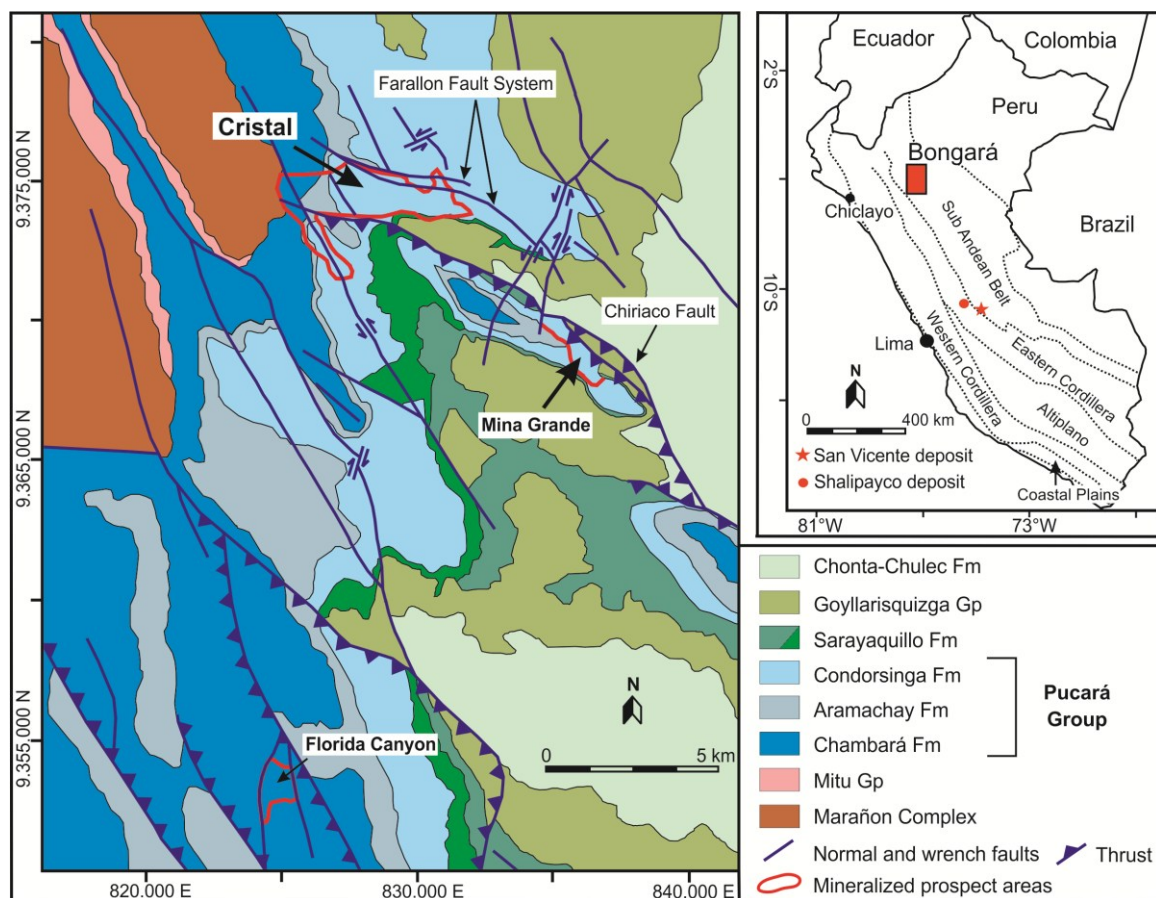 Farallon Fault System
Cristal
Chiriaco Fault
Mina Grande
Florida Canyon
N
0 5 km
9.375.000 N
9.365.000 N
9.355.000 N
820.000 E
830.000 E
840.000 E
Ecuador
Colombia
2°S
Peru
Bongará
Chiclayo
Brazil
Sub Andean Belt
10°S
Lima
Western Cordillera
Eastern Cordillera
Altiplano
N
0 400 km
San Vicente deposit
Shalipayco deposit
Coastal Plains
81°W
73°W
Chonta-Chulec Fm
Goyllarisquizga Gp
Sarayaquillo Fm
Condorsinga Fm
Aramachay Fm
Chambará Fm
Pucará
Group
Mitu Gp
Marañon Complex
Normal and wrench faults
Thrust
Mineralized prospect areas